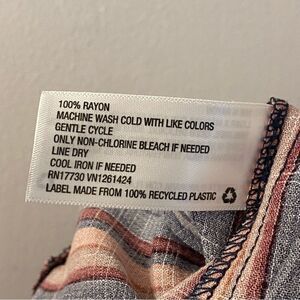 100% RAYON
MACHINE WASH COLD WITH LIKE COLORS
GENTLE CYCLE
ONLY NON-CHLORINE BLEACH IF NEEDED
LINE DRY
COOL IRON IF NEEDED
RN17730 VN1261424
LABEL MADE FROM 100% RECYCLED PLASTIC